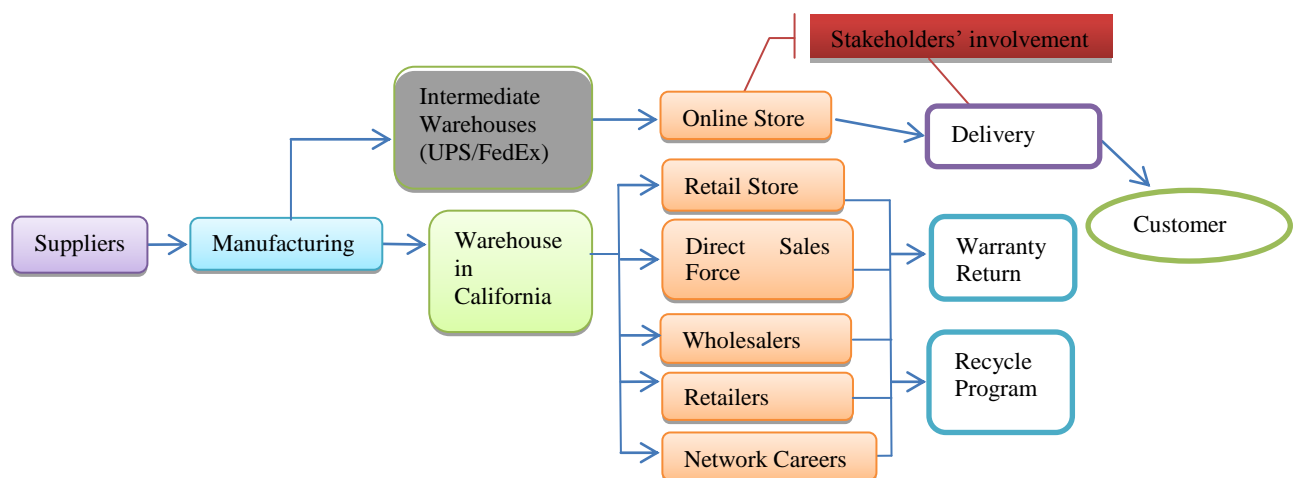 Stakeholders’ involvement
Intermediate
Warehouses
(UPS/FedEx)
Online Store
Delivery
Retail Store
Suppliers
Manufacturing
Warehouse
in
California
Direct Sales
Force
Warranty
Return
Customer
Wholesalers
Recycle
Program
Retailers
Network Careers